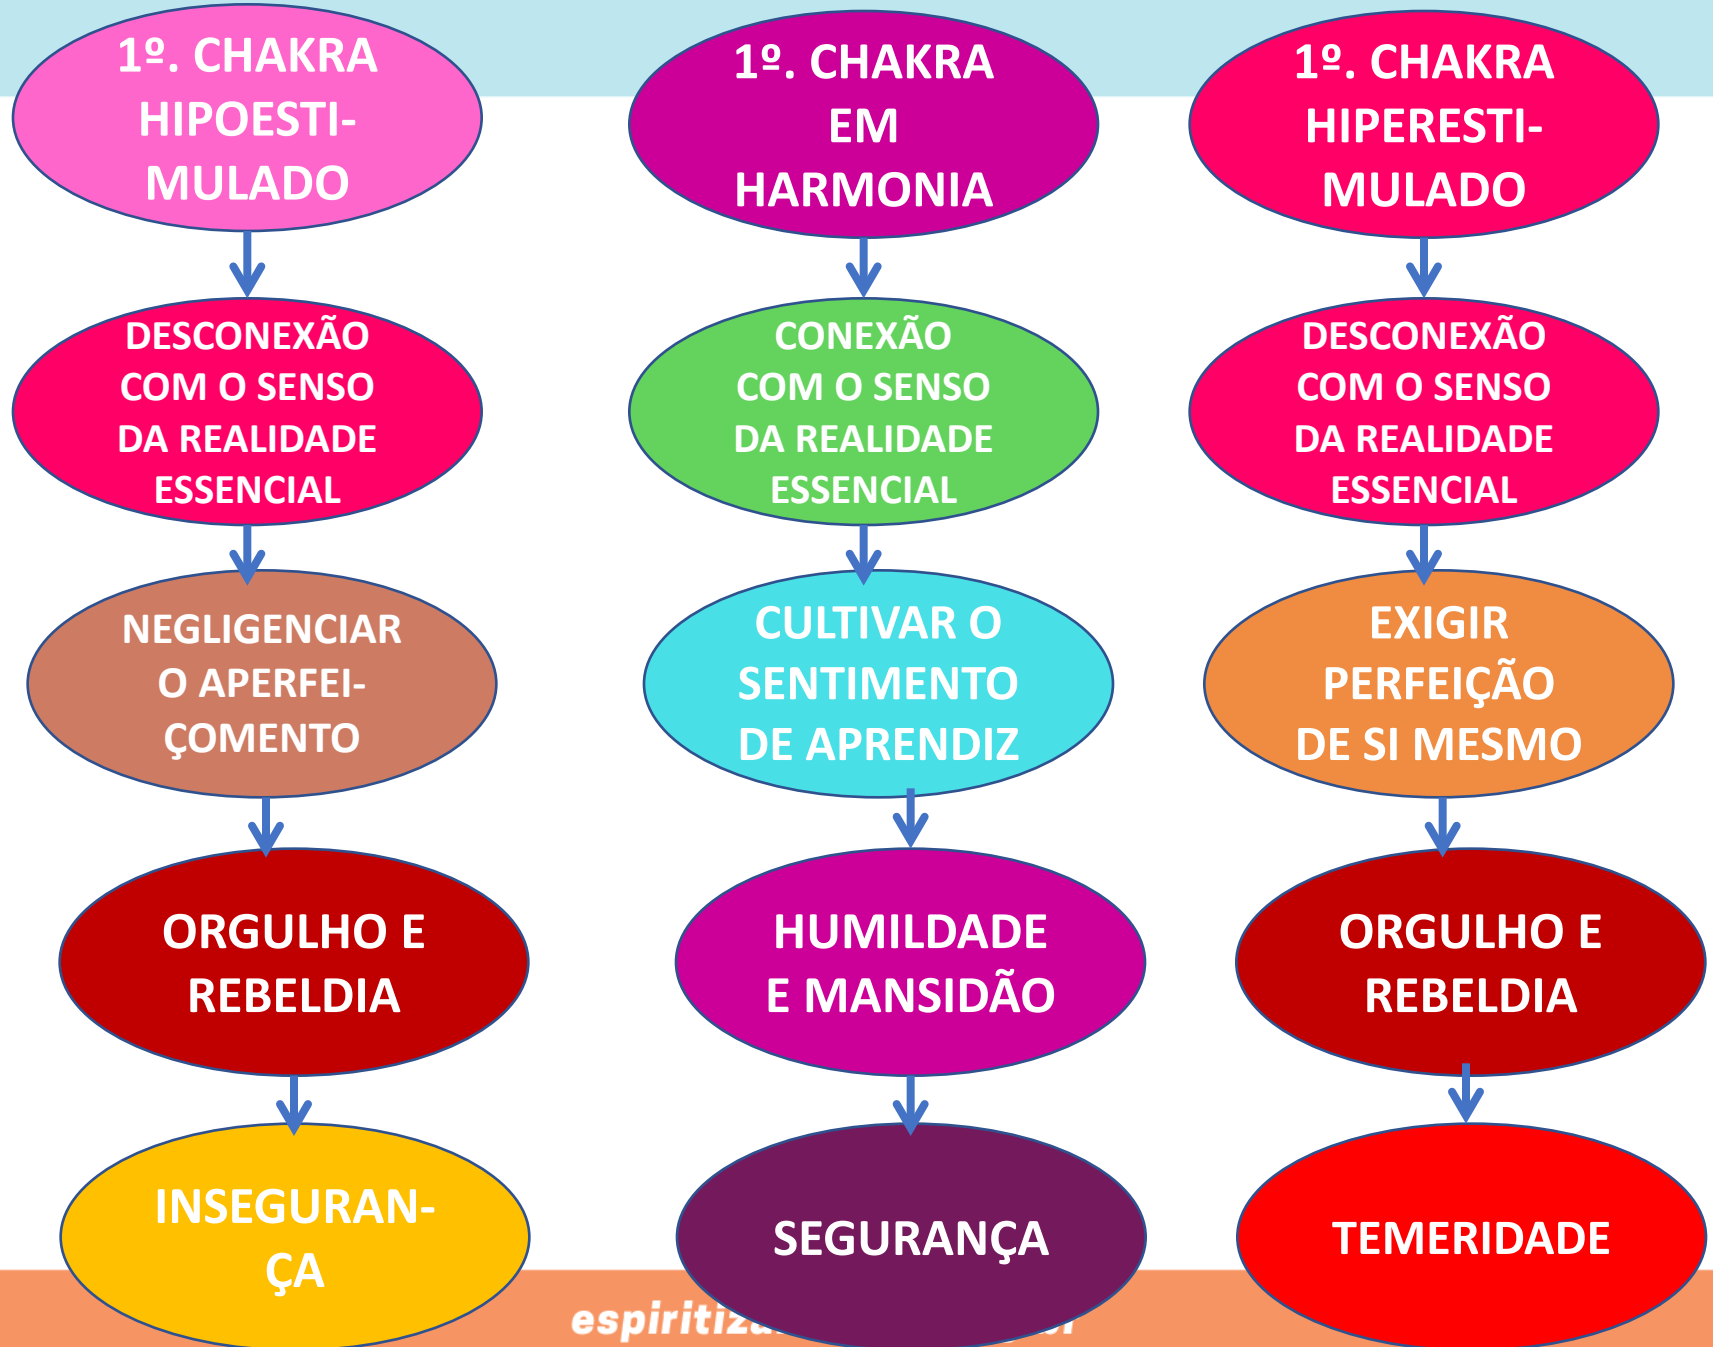 1º. CHAKRA
HIPOESTI-
MULADO
DESCONEXÃO
COM O SENSO
DA REALIDADE
ESSENCIAL
NEGLIGENCIAR
O APERFEI-
ÇOMENTO
ORGULHO E
REBELDIA
INSEGURAN-
ÇA
1º. CHAKRA
EM
HARMONIA
CONEXÃO
COM O SENSO
DA REALIDADE
ESSENCIAL
CULTIVAR O
SENTIMENTO
DE APRENDIZ
HUMILDADE
E MANSIDÃO
SEGURANÇA
1º. CHAKRA
HIPERESTI-
MULADO
DESCONEXÃO
COM O SENSO
DA REALIDADE
ESSENCIAL
EXIGIR
PERFEIÇÃO
DE SI MESMO
ORGULHO E
REBELDIA
TEMERIDADE